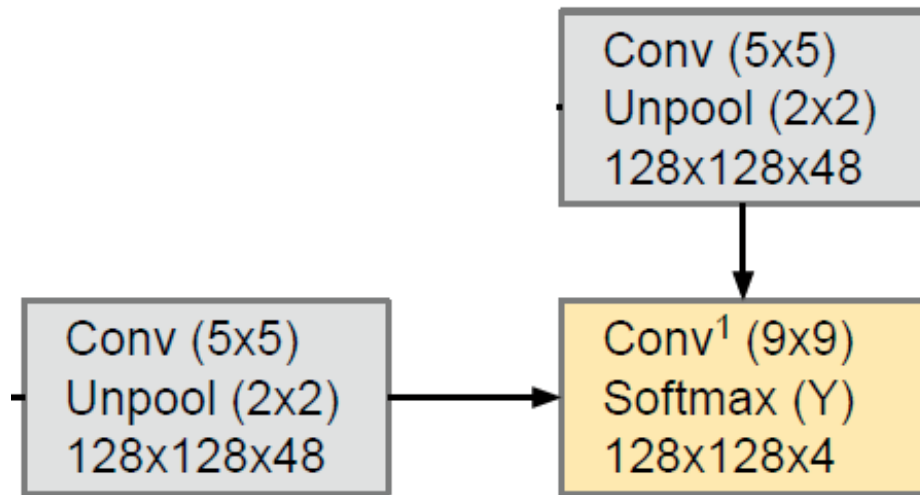 Conv (5x5)
Unpool (2x2)
128x128x48
Conv (5x5)
Unpool (2x2)
128x128x48
Conv¹ (9x9)
Softmax (Y)
128x128x4